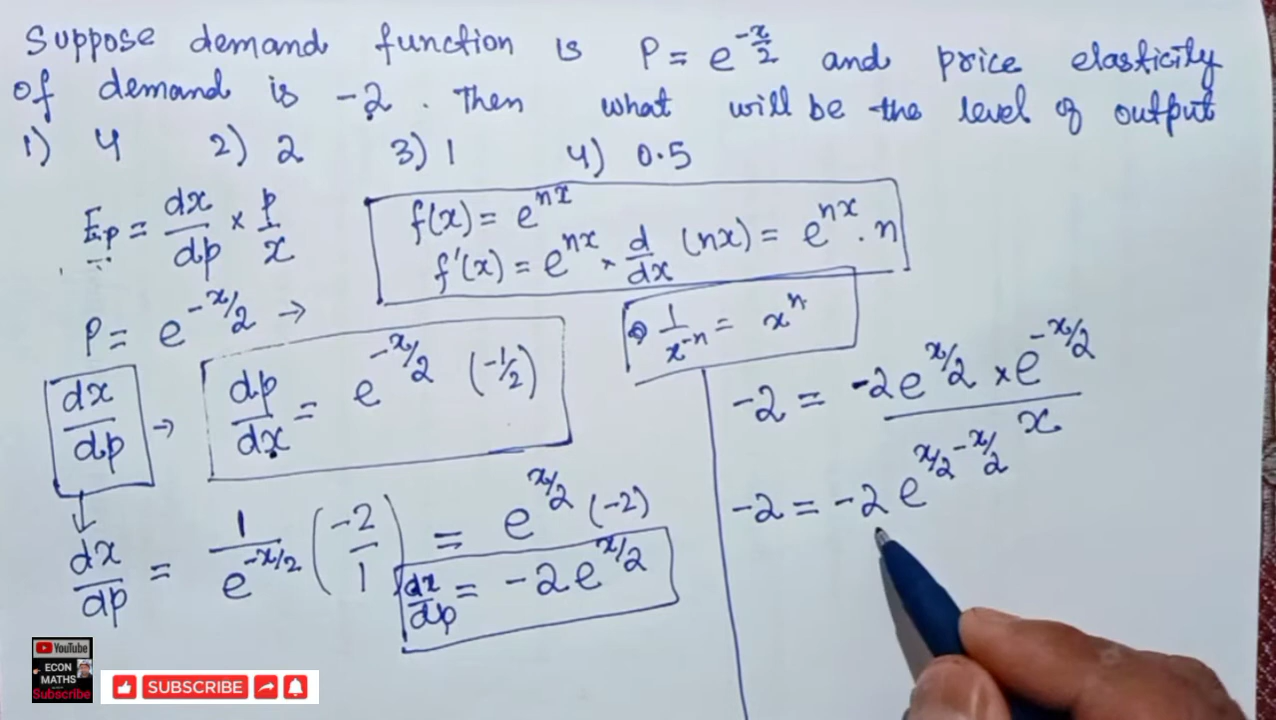 Suppose demand function is P = e^{-x/2} and price elasticity
of demand is -2. Then what will be the level of output
1) 4 2) 2 3) 1 4) 0.5
Ep = dx/dp × p/x
f(x) = e^{nx}
f'(x) = e^{nx} × d/dx (nx) = e^{nx} . n
P = e^{-x/2} →
1/x^{-n} = x^n
dx/dp → dp/dx = e^{-x/2} (-1/2)
dx/dp = 1/e^{-x/2} (-2/1) = e^{x/2} (-2)
dx/dp = -2e^{x/2}
-2 = -2e^{x/2} × e^{-x/2} / x
-2 = -2e^{x/2 - x/2}
YouTube
ECON
MATHS
Subscribe
SUBSCRIBE